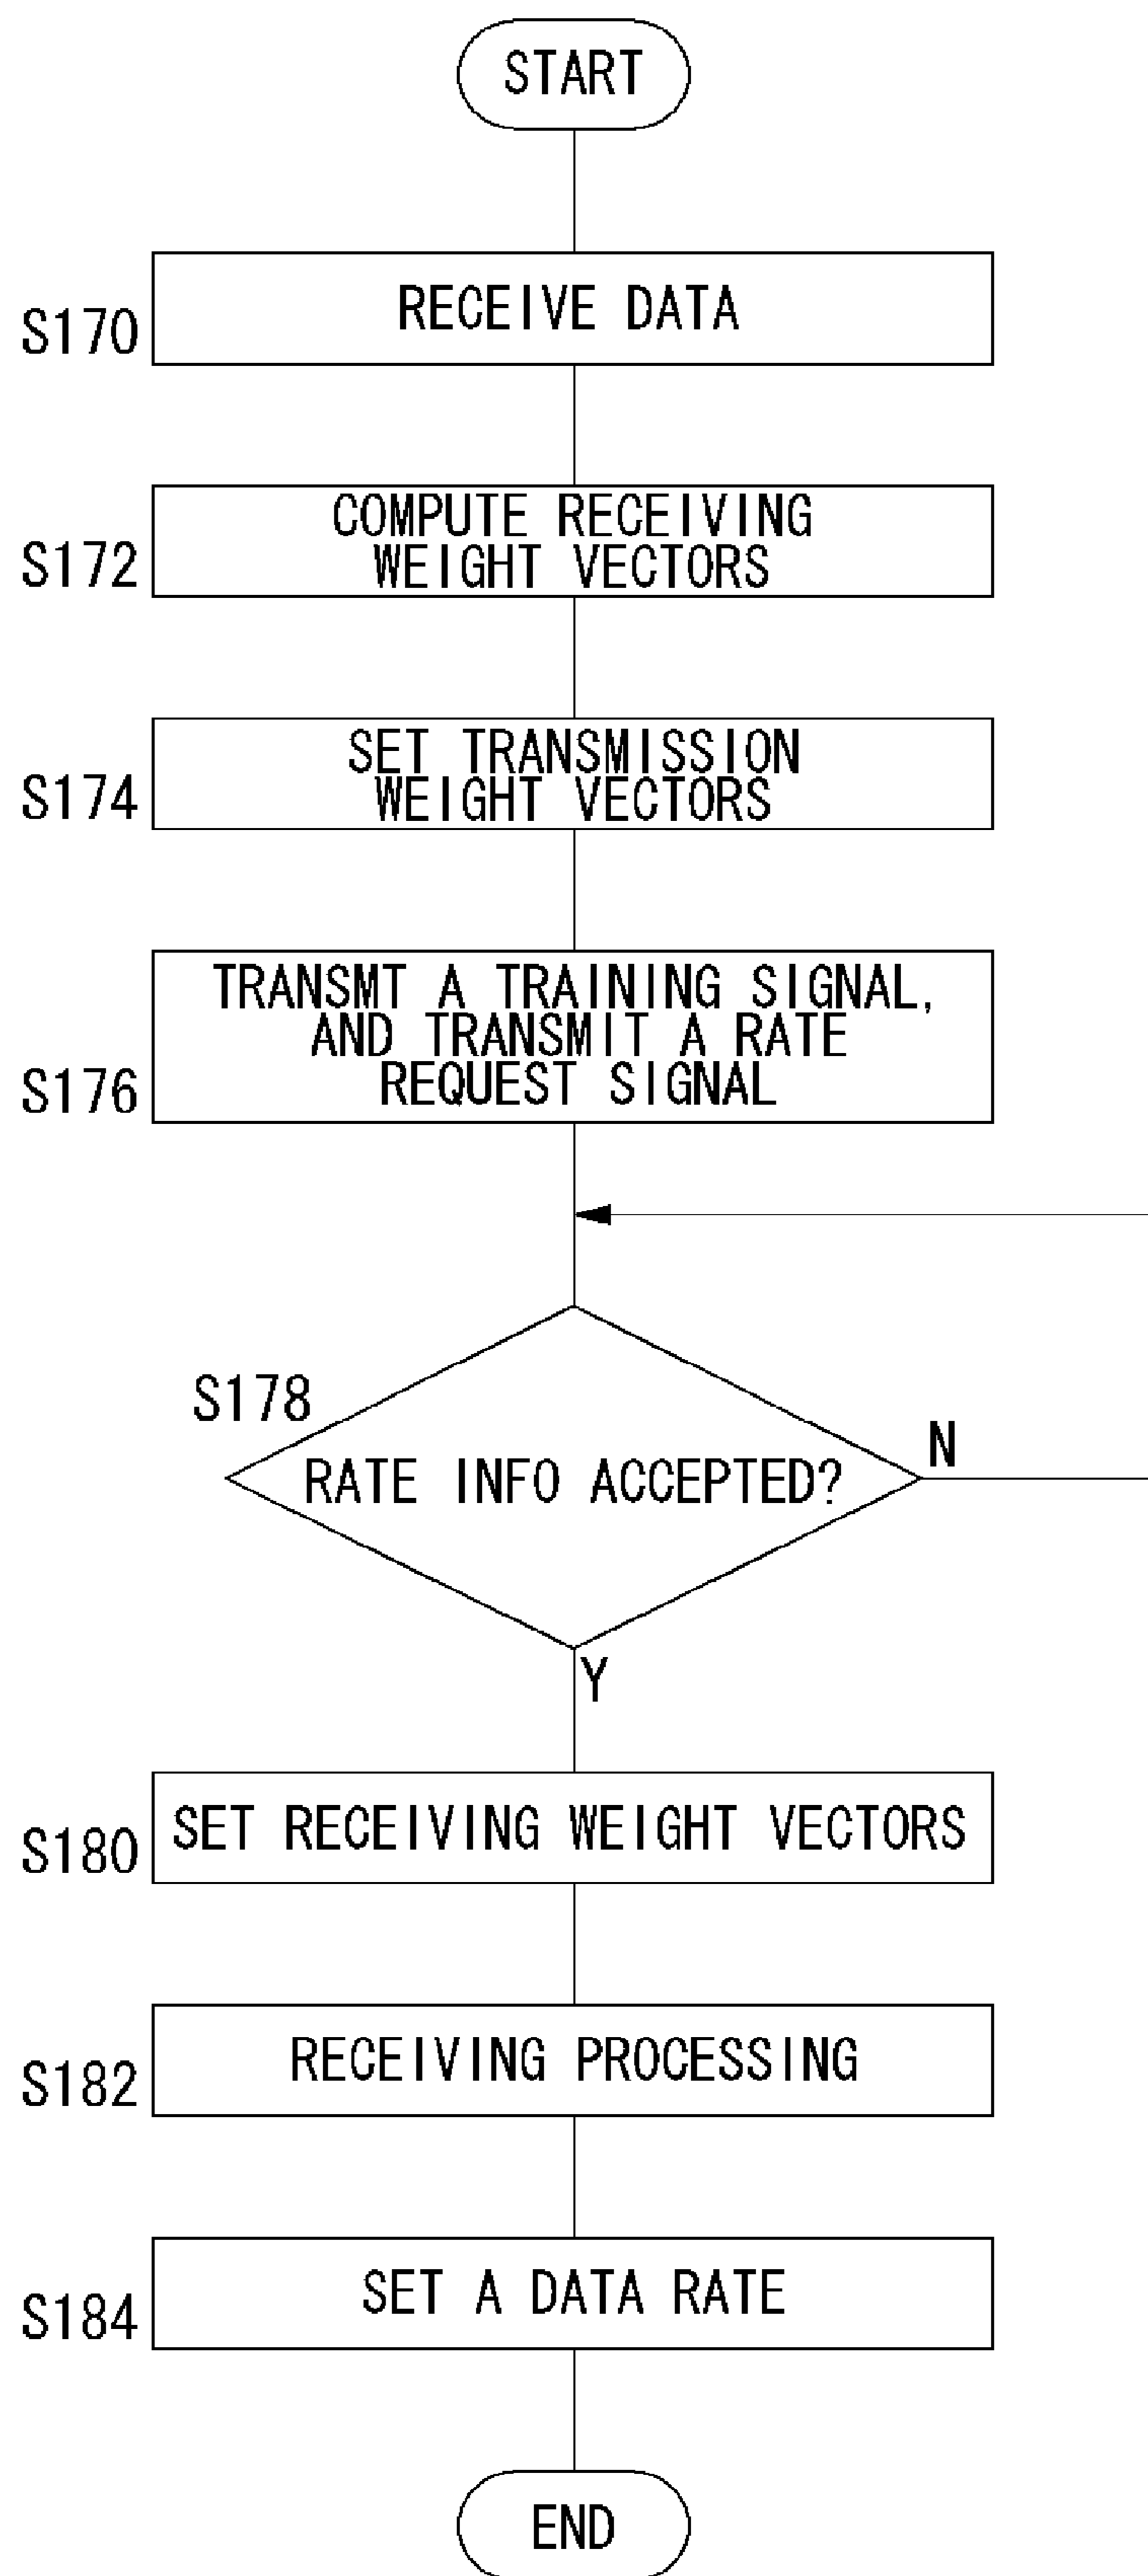 START
S170
RECEIVE DATA
S172
COMPUTE RECEIVING
WEIGHT VECTORS
S174
SET TRANSMISSION
WEIGHT VECTORS
S176
TRANSMT A TRAINING SIGNAL,
AND TRANSMIT A RATE
REQUEST SIGNAL
S178
RATE INFO ACCEPTED?
N
Y
S180
SET RECEIVING WEIGHT VECTORS
S182
RECEIVING PROCESSING
S184
SET A DATA RATE
END